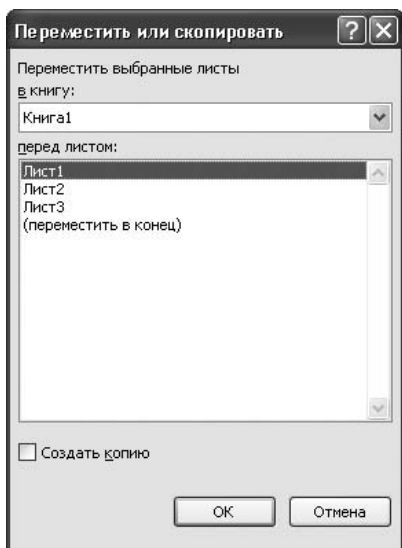 Переместить или скопировать
Переместить выбранные листы
в книгу:
Книга1
перед листом:
Лист1
Лист2
Лист3
(переместить в конец)
Создать копию
ОК
Отмена